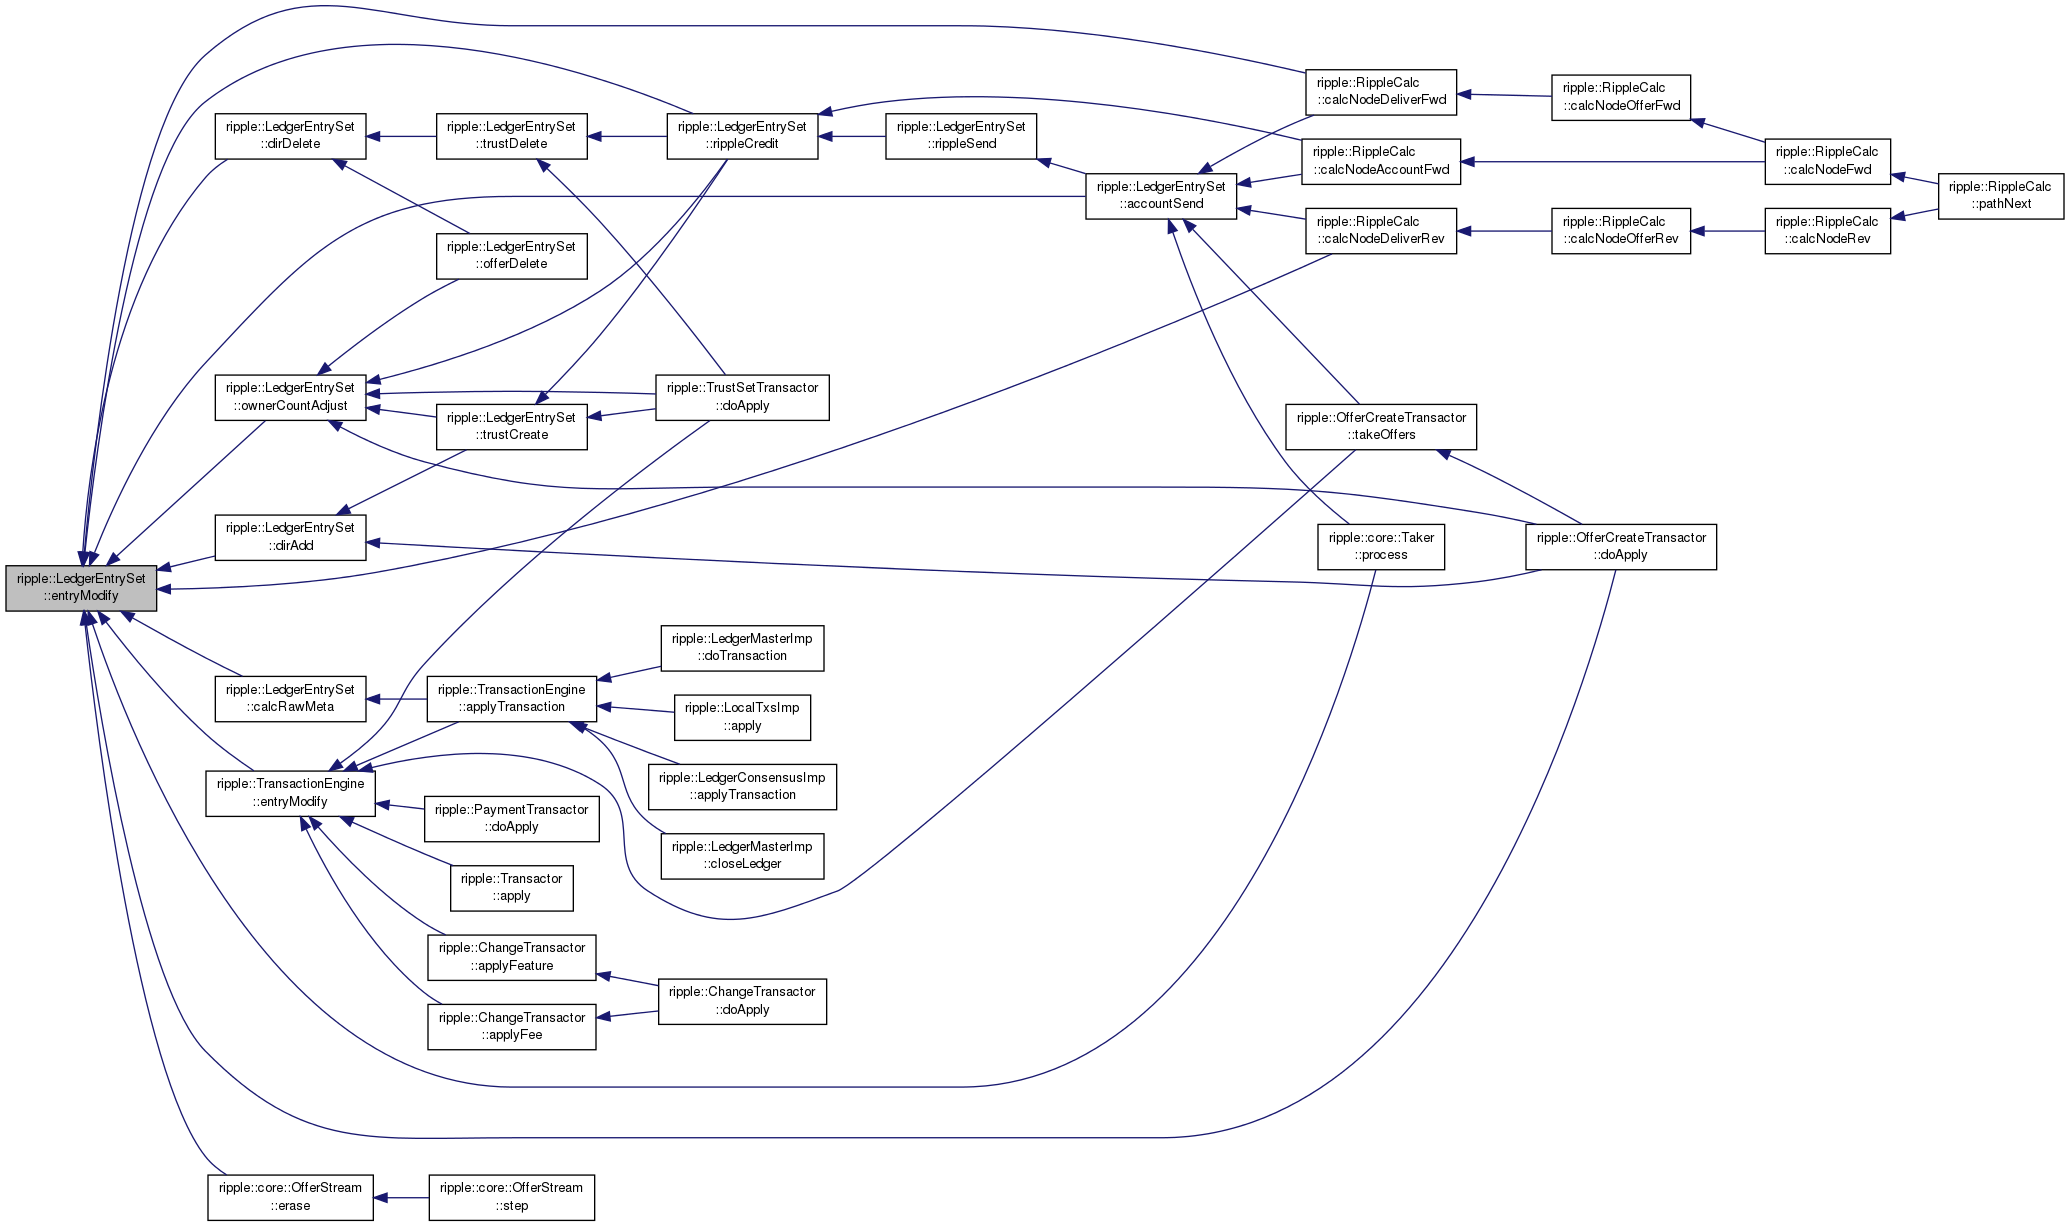 ripple::RippleCalc
::calcNodeDeliverFwd
ripple::RippleCalc
::calcNodeOfferFwd
ripple::LedgerEntrySet
::dirDelete
ripple::LedgerEntrySet
::trustDelete
ripple::LedgerEntrySet
::rippleCredit
ripple::LedgerEntrySet
::rippleSend
ripple::RippleCalc
::calcNodeAccountFwd
ripple::RippleCalc
::calcNodeFwd
ripple::LedgerEntrySet
::accountSend
ripple::RippleCalc
::pathNext
ripple::LedgerEntrySet
::offerDelete
ripple::RippleCalc
::calcNodeDeliverRev
ripple::RippleCalc
::calcNodeOfferRev
ripple::RippleCalc
::calcNodeRev
ripple::LedgerEntrySet
::ownerCountAdjust
ripple::TrustSetTransactor
::doApply
ripple::LedgerEntrySet
::trustCreate
ripple::OfferCreateTransactor
::takeOffers
ripple::LedgerEntrySet
::dirAdd
ripple::core::Taker
::process
ripple::OfferCreateTransactor
::doApply
ripple::LedgerEntrySet
::entryModify
ripple::LedgerMasterImp
::doTransaction
ripple::LedgerEntrySet
::calcRawMeta
ripple::TransactionEngine
::applyTransaction
ripple::LocalTxsImp
::apply
ripple::LedgerConsensusImp
::applyTransaction
ripple::TransactionEngine
::entryModify
ripple::PaymentTransactor
::doApply
ripple::LedgerMasterImp
::closeLedger
ripple::Transactor
::apply
ripple::ChangeTransactor
::applyFeature
ripple::ChangeTransactor
::doApply
ripple::ChangeTransactor
::applyFee
ripple::core::OfferStream
::erase
ripple::core::OfferStream
::step